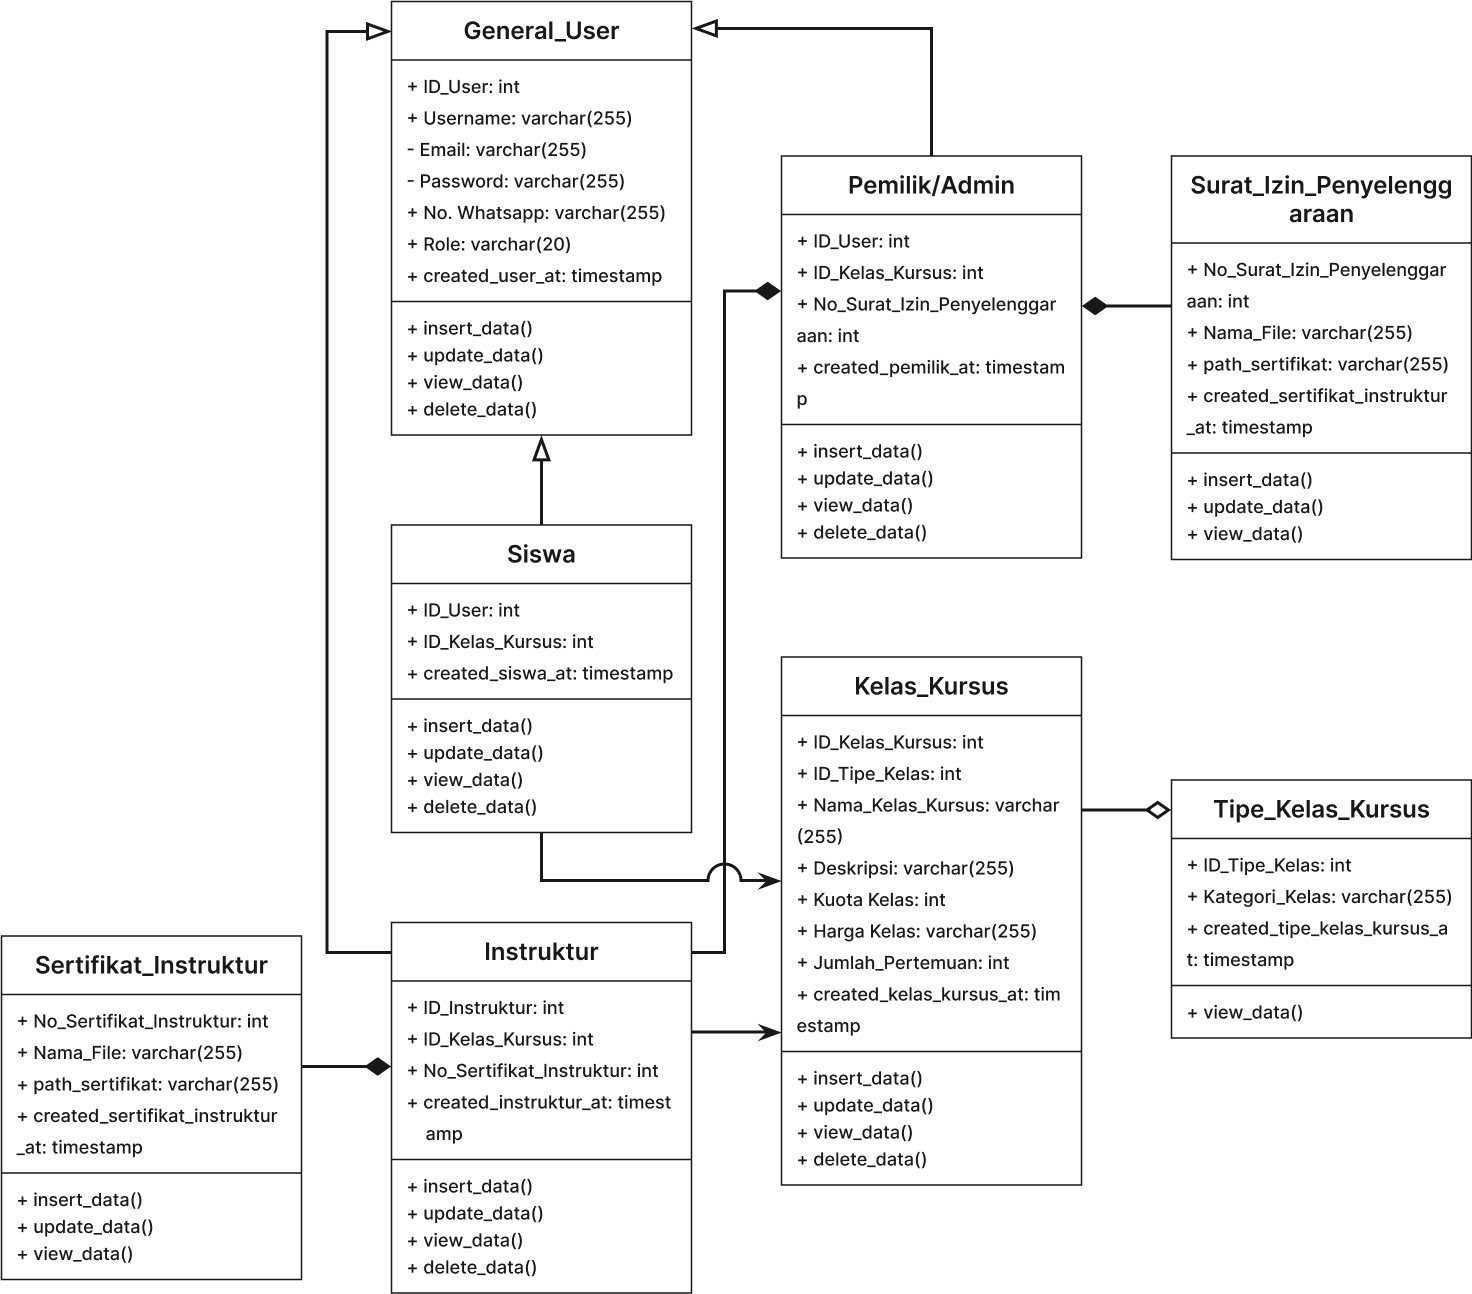 General_User
+ ID_User: int
+ Username: varchar(255)
- Email: varchar(255)
- Password: varchar(255)
+ No. Whatsapp: varchar(255)
+ Role: varchar(20)
+ created_user_at: timestamp
+ insert_data()
+ update_data()
+ view_data()
+ delete_data()
Pemilik/Admin
+ ID_User: int
+ ID_Kelas_Kursus: int
+ No_Surat_Izin_Penyelenggar
aan: int
+ created_pemilik_at: timestam
p
+ insert_data()
+ update_data()
+ view_data()
+ delete_data()
Surat_Izin_Penyelengg
araan
+ No_Surat_Izin_Penyelenggar
aan: int
+ Nama_File: varchar(255)
+ path_sertifikat: varchar(255)
+ created_sertifikat_instruktur
_at: timestamp
+ insert_data()
+ update_data()
+ view_data()
Siswa
+ ID_User: int
+ ID_Kelas_Kursus: int
+ created_siswa_at: timestamp
+ insert_data()
+ update_data()
+ view_data()
+ delete_data()
Kelas_Kursus
+ ID_Kelas_Kursus: int
+ ID_Tipe_Kelas: int
+ Nama_Kelas_Kursus: varchar
(255)
+ Deskripsi: varchar(255)
+ Kuota Kelas: int
+ Harga Kelas: varchar(255)
+ Jumlah_Pertemuan: int
+ created_kelas_kursus_at: tim
estamp
+ insert_data()
+ update_data()
+ view_data()
+ delete_data()
Tipe_Kelas_Kursus
+ ID_Tipe_Kelas: int
+ Kategori_Kelas: varchar(255)
+ created_tipe_kelas_kursus_a
t: timestamp
+ view_data()
Sertifikat_Instruktur
+ No_Sertifikat_Instruktur: int
+ Nama_File: varchar(255)
+ path_sertifikat: varchar(255)
+ created_sertifikat_instruktur
_at: timestamp
+ insert_data()
+ update_data()
+ view_data()
Instruktur
+ ID_Instruktur: int
+ ID_Kelas_Kursus: int
+ No_Sertifikat_Instruktur: int
+ created_instruktur_at: timest
amp
+ insert_data()
+ update_data()
+ view_data()
+ delete_data()